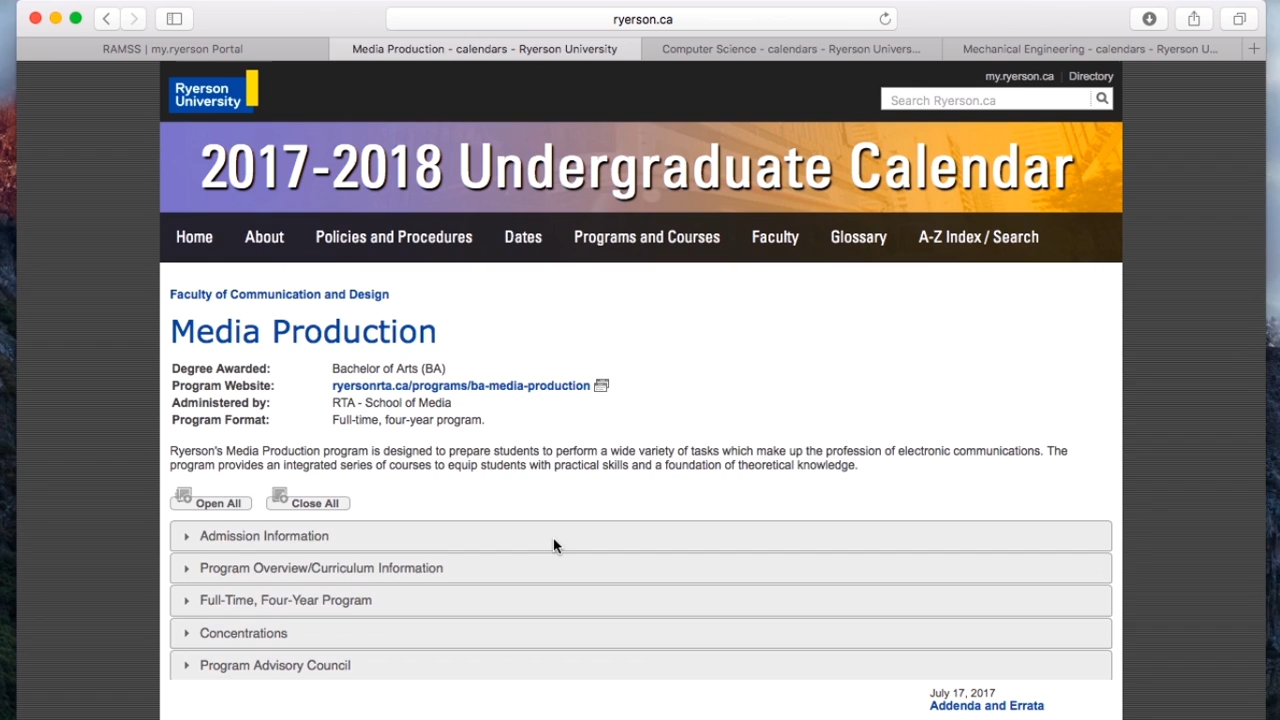 ryerson.ca
RAMSS | my.ryerson Portal
Media Production - calendars - Ryerson University
Computer Science - calendars - Ryerson Univers...
Mechanical Engineering - calendars - Ryerson U...
my.ryerson.ca | Directory
Ryerson
University
Search Ryerson.ca
2017-2018 Undergraduate Calendar
Home About Policies and Procedures Dates Programs and Courses Faculty Glossary A-Z Index / Search
Faculty of Communication and Design
Media Production
Degree Awarded: Bachelor of Arts (BA)
Program Website: ryersonrta.ca/programs/ba-media-production
Administered by: RTA - School of Media
Program Format: Full-time, four-year program.
Ryerson's Media Production program is designed to prepare students to perform a wide variety of tasks which make up the profession of electronic communications. The
program provides an integrated series of courses to equip students with practical skills and a foundation of theoretical knowledge.
Open All Close All
Admission Information
Program Overview/Curriculum Information
Full-Time, Four-Year Program
Concentrations
Program Advisory Council
July 17, 2017
Addenda and Errata